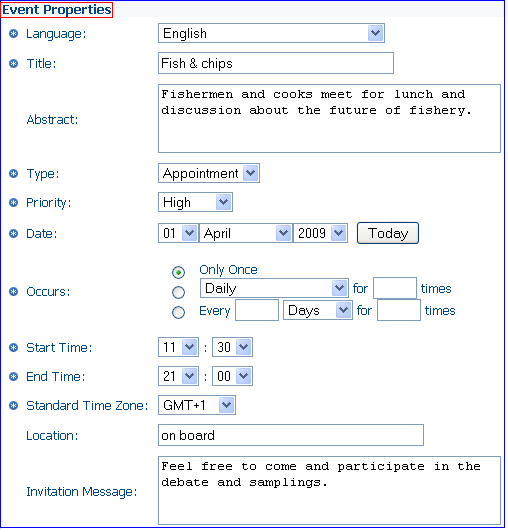 Event Properties
Language: English
Title: Fish & chips
Fishermen and cooks meet for lunch and
discussion about the future of fishery.
Abstract:
Type: Appointment
Priority: High
Date: 01 April 2009 Today
Only Once
Occurs: Daily for times
Every Days for times
Start Time: 11 : 30
End Time: 21 : 00
Standard Time Zone: GMT+1
Location: on board
Feel free to come and participate in the
debate and samplings.
Invitation Message: